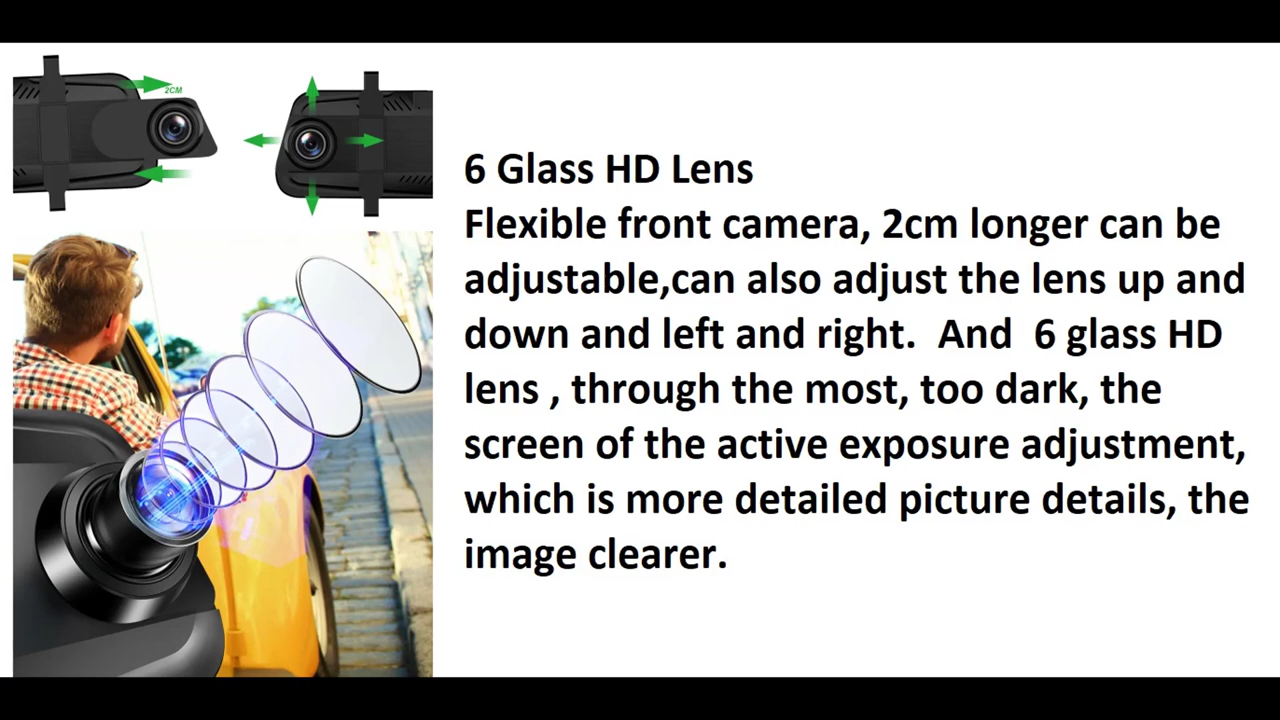 2CM
6 Glass HD Lens
Flexible front camera, 2cm longer can be
adjustable,can also adjust the lens up and
down and left and right.  And  6 glass HD
lens , through the most, too dark, the
screen of the active exposure adjustment,
which is more detailed picture details, the
image clearer.